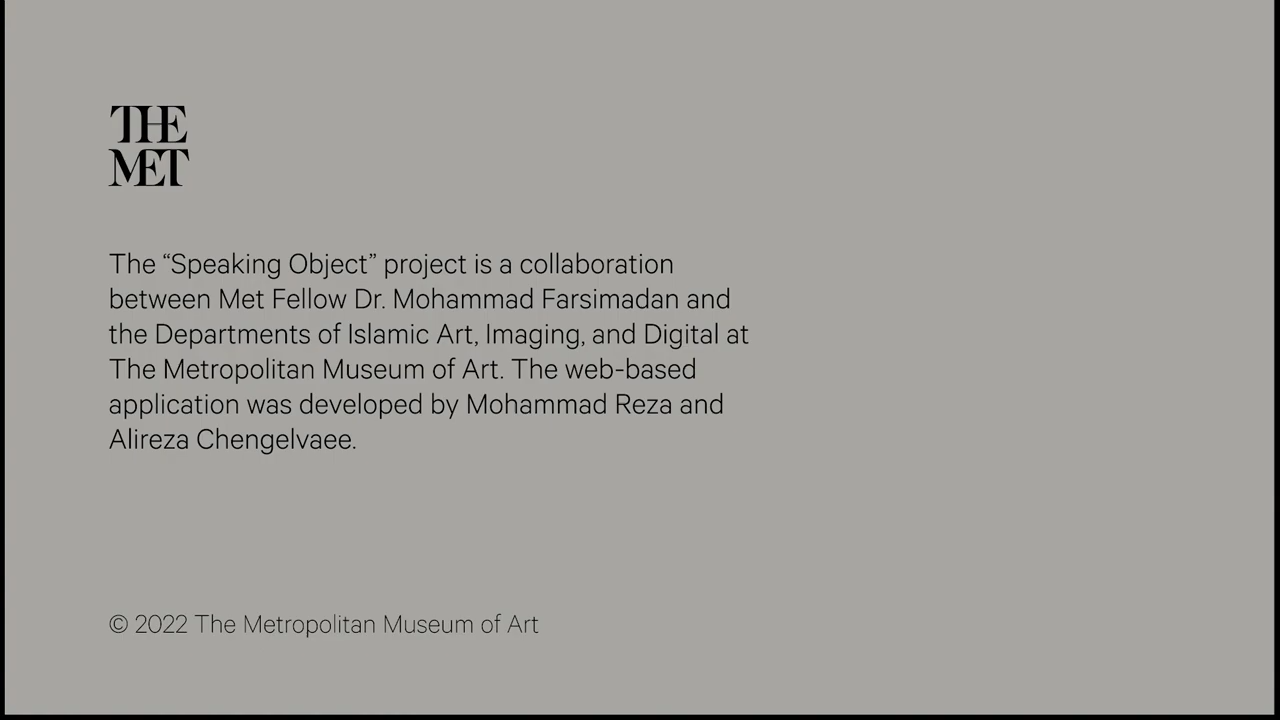 THE
MET
The “Speaking Object” project is a collaboration
between Met Fellow Dr. Mohammad Farsimadan and
the Departments of Islamic Art, Imaging, and Digital at
The Metropolitan Museum of Art. The web-based
application was developed by Mohammad Reza and
Alireza Chengelvaee.
© 2022 The Metropolitan Museum of Art